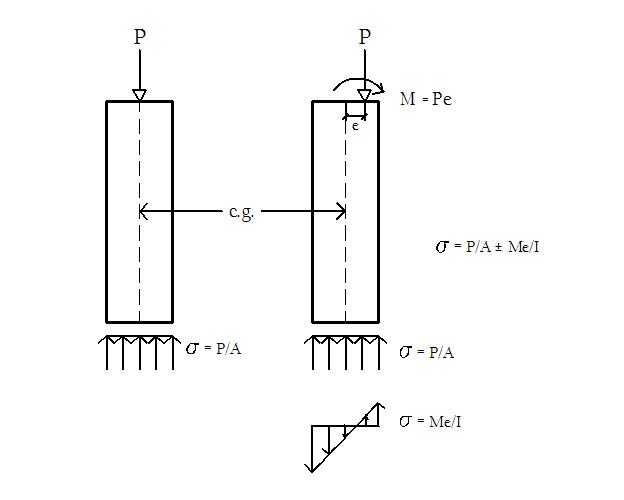 P
P
M = Pe
e
c.g.
σ = P/A ± Me/I
σ = P/A
σ = P/A
σ = Me/I